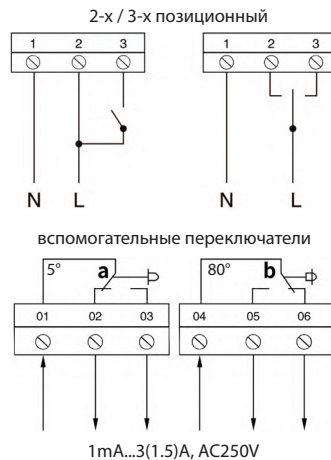 2-х / 3-х позиционный
1 2 3 1 2 3
N L N L
вспомогательные переключатели
5° a 80° b
01 02 03 04 05 06
1mA...3(1.5)A, AC250V